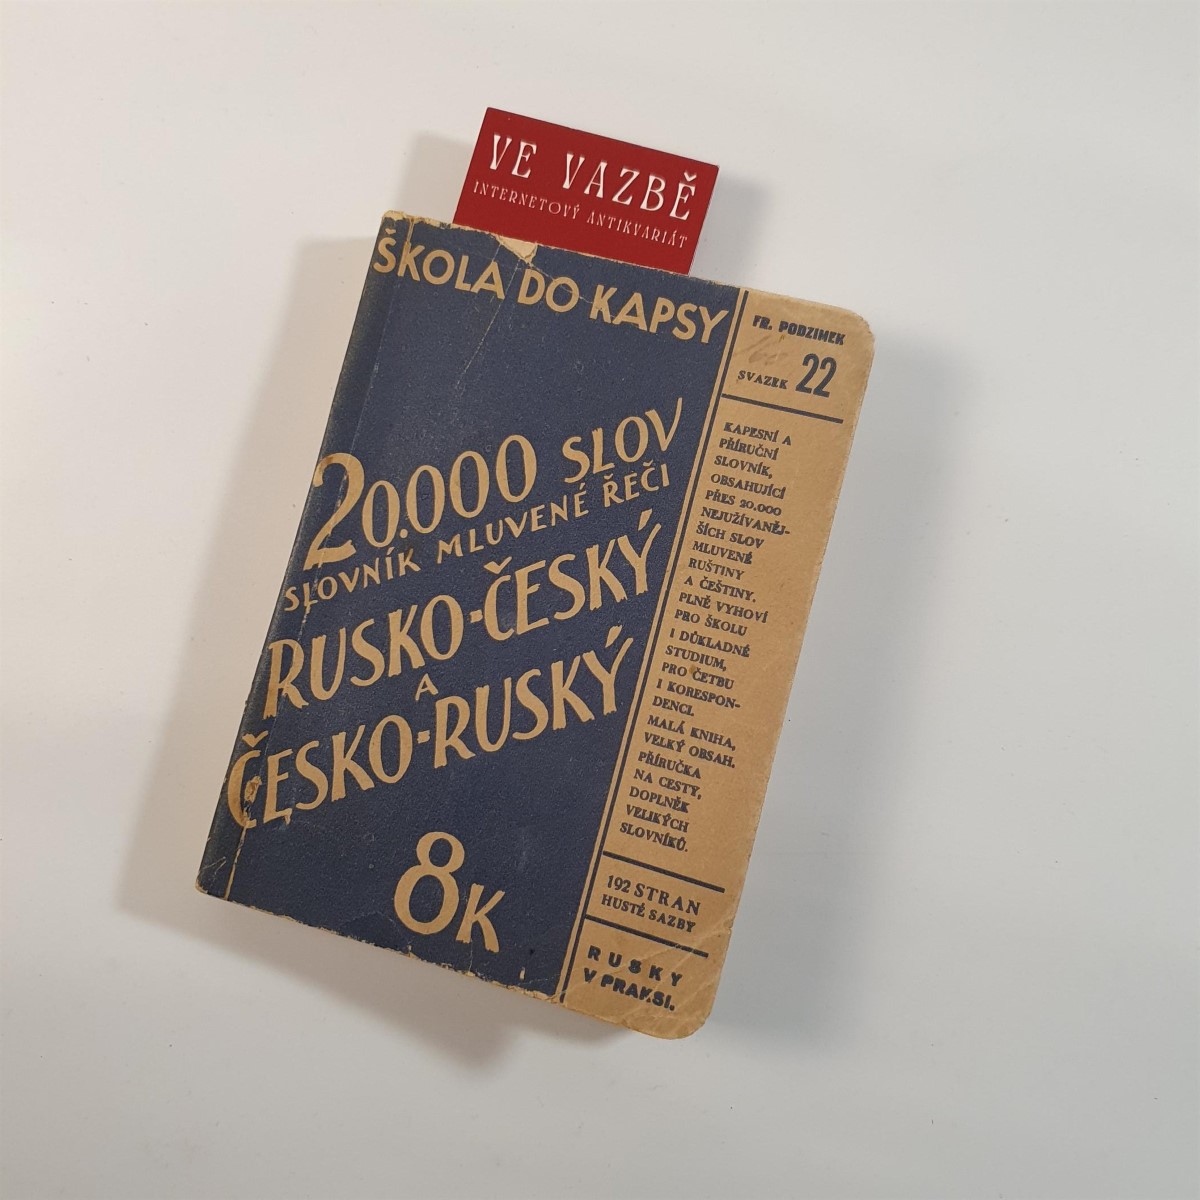 VE VAZBĚ
INTERNETOVÝ ANTIKVARIÁT
ŠKOLA DO KAPSY
20.000 SLOV
SLOVNÍK MLUVENÉ ŘEČI
RUSKO-ČESKÝ
A
ČESKO-RUSKÝ
8K
FR. PODZIMEK
SVAZEK 22
KAPESNÍ A
PŘÍRUČNÍ
SLOVNÍK,
OBSAHUJÍCÍ
PŘES 20.000
NEJUŽÍVANĚJ-
ŠÍCH SLOV
MLUVENÉ
RUŠTINY
A ČEŠTINY.
PLNĚ VYHOVÍ
PRO ŠKOLU
I DŮKLADNÉ
STUDIUM,
PRO ČETBU
I KORESPON-
DENCI.
MALÁ KNIHA,
VELKÝ OBSAH.
PŘÍRUČKA
NA CESTY,
DOPLNĚK
VELIKÝCH
SLOVNÍKŮ.
192 STRAN
HUSTÉ SAZBY
RUSKY
V PRAKSI.